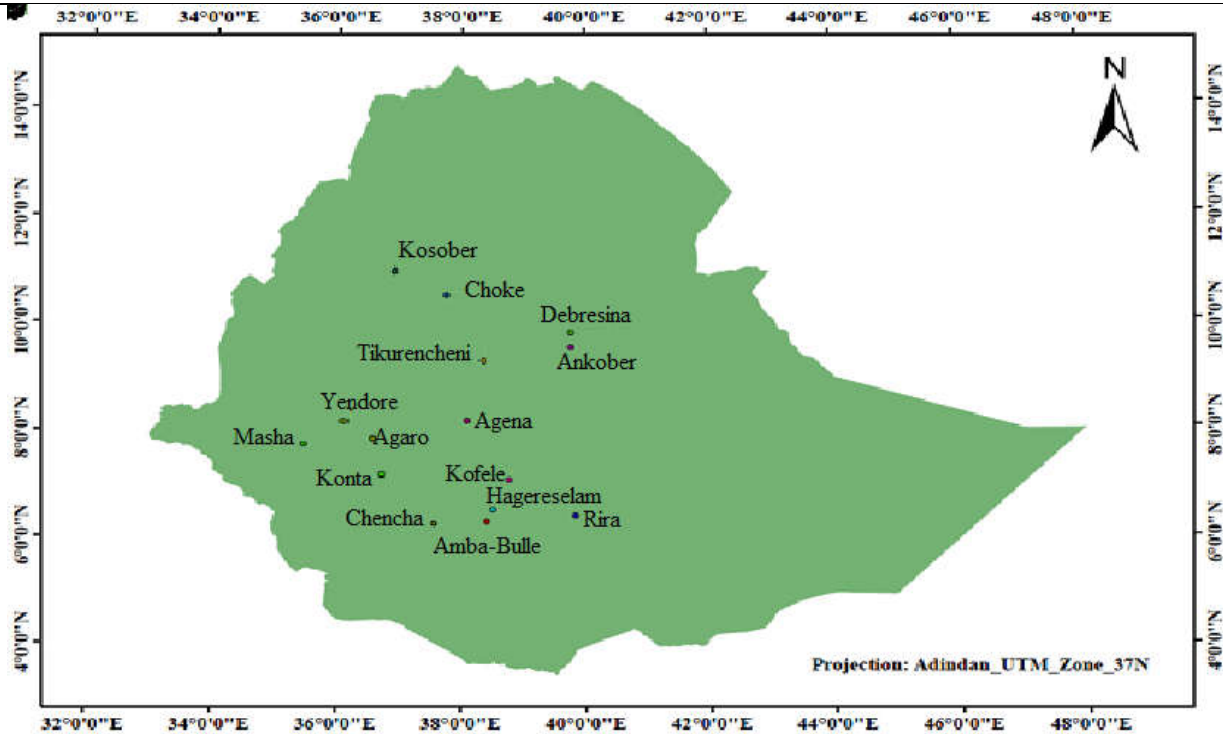 32°0'0"E 34°0'0"E 36°0'0"E 38°0'0"E 40°0'0"E 42°0'0"E 44°0'0"E 46°0'0"E 48°0'0"E
N
14°0'0"N 14°0'0"N
12°0'0"N 12°0'0"N
Kosober
Choke
10°0'0"N 10°0'0"N
Debresina
Tikurencheni
Ankober
Yendore
8°0'0"N 8°0'0"N
Agena
Masha
Agaro
Konta
Kofele
Hagereselam
Chencha
Rira
6°0'0"N 6°0'0"N
Amba-Bulle
4°0'0"N 4°0'0"N
Projection: Adindan_UTM_Zone_37N
32°0'0"E 34°0'0"E 36°0'0"E 38°0'0"E 40°0'0"E 42°0'0"E 44°0'0"E 46°0'0"E 48°0'0"E